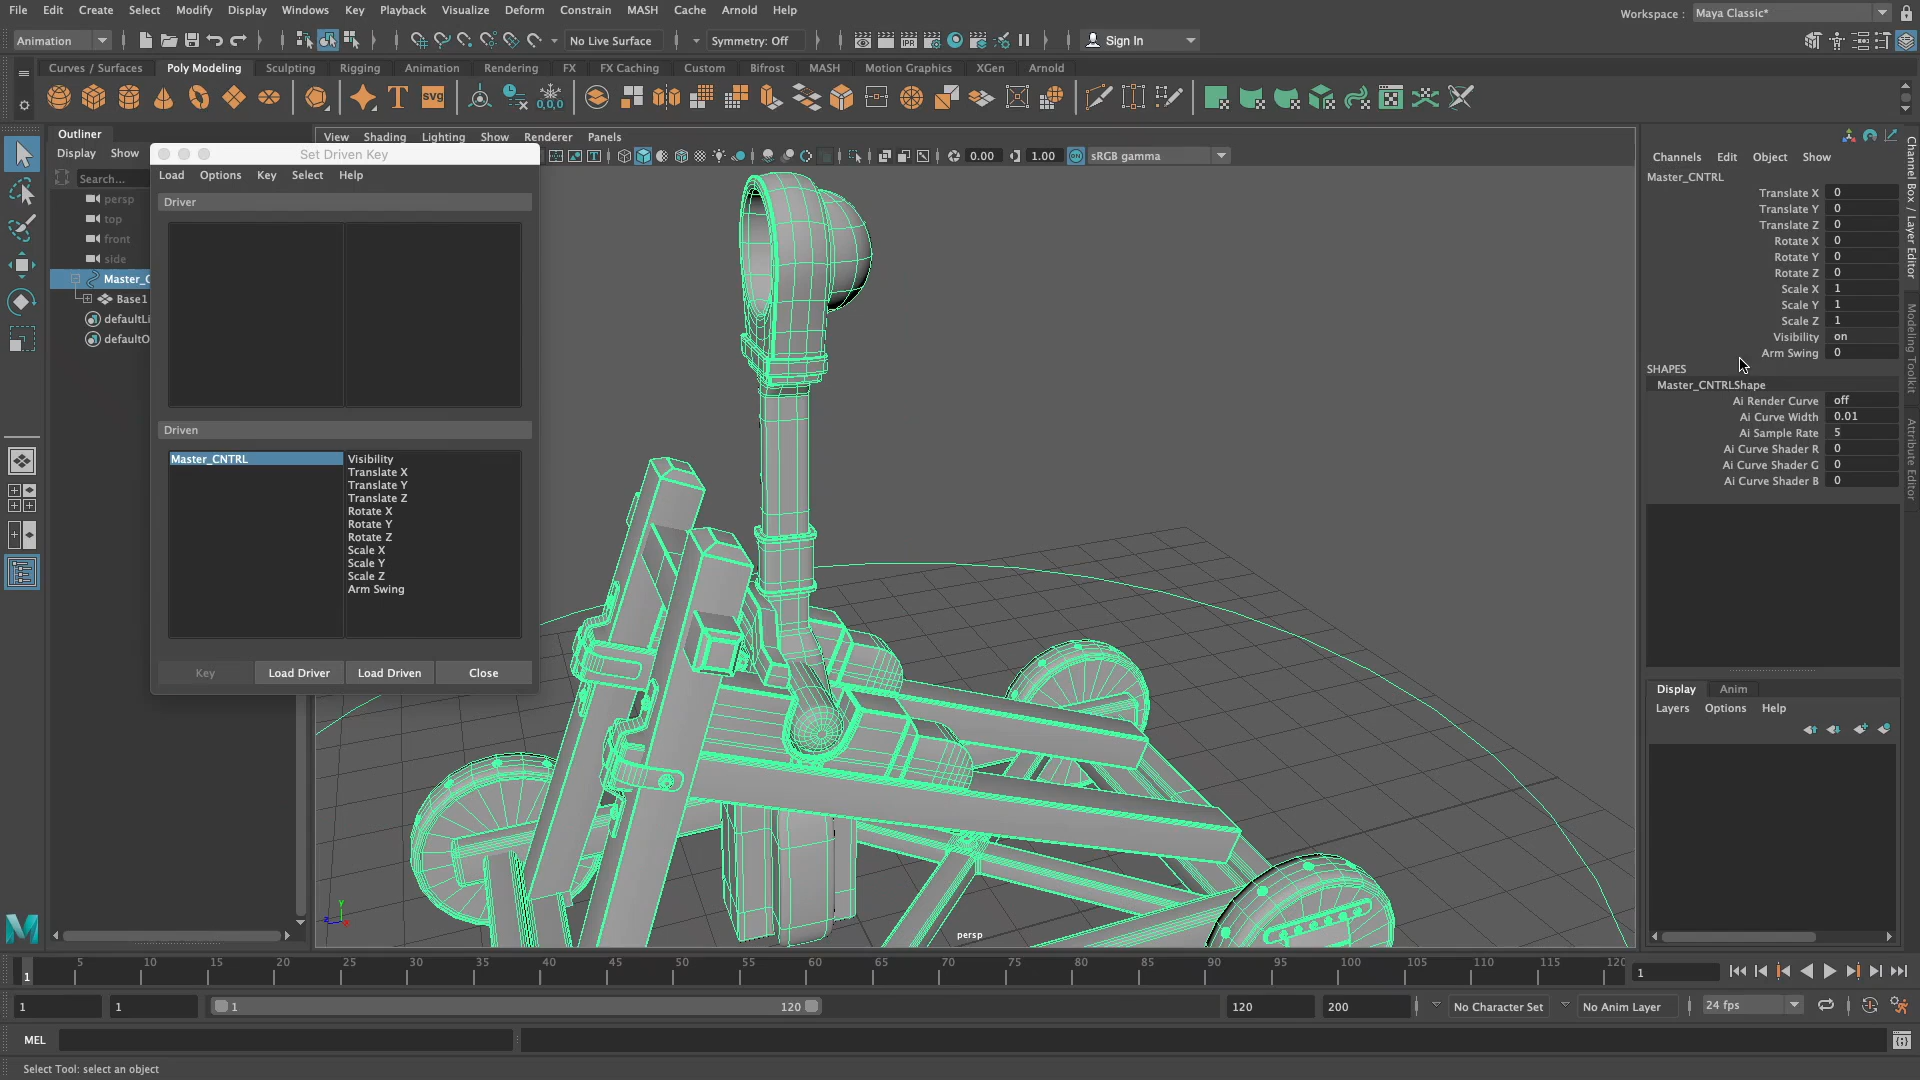 File Edit Create Select Modify Display Windows Key Playback Visualize Deform Constrain MASH Cache Arnold Help
Workspace : Maya Classic*
Animation No Live Surface Symmetry: Off Sign In
Curves / Surfaces Poly Modeling Sculpting Rigging Animation Rendering FX FX Caching Custom Bifrost MASH Motion Graphics XGen Arnold
T svg 0,0,0
Outliner
Display Show
Search...
persp
top
front
side
Master_C
Base1
defaultLi
defaultO
View Shading Lighting Show Renderer Panels
0.00 1.00 sRGB gamma
Set Driven Key
Load Options Key Select Help
Driver
Driven
Master_CNTRL
Visibility
Translate X
Translate Y
Translate Z
Rotate X
Rotate Y
Rotate Z
Scale X
Scale Y
Scale Z
Arm Swing
Key Load Driver Load Driven Close
persp
Channels Edit Object Show
Master_CNTRL
Translate X 0
Translate Y 0
Translate Z 0
Rotate X 0
Rotate Y 0
Rotate Z 0
Scale X 1
Scale Y 1
Scale Z 1
Visibility on
Arm Swing 0
SHAPES
Master_CNTRLShape
Ai Render Curve off
Ai Curve Width 0.01
Ai Sample Rate 5
Ai Curve Shader R 0
Ai Curve Shader G 0
Ai Curve Shader B 0
Channel Box / Layer Editor
Modeling Toolkit
Attribute Editor
Display Anim
Layers Options Help
1 5 10 15 20 25 30 35 40 45 50 55 60 65 70 75 80 85 90 95 100 105 110 115 120
1
1 1 1 120 120 200 No Character Set No Anim Layer 24 fps
MEL
Select Tool: select an object